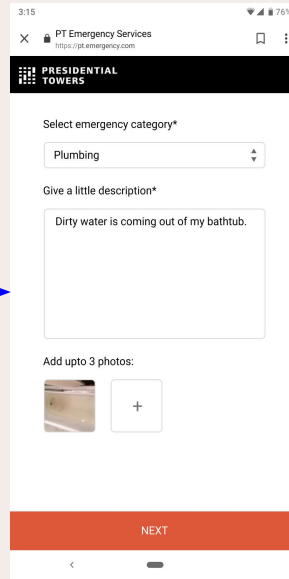 3:15
76%
PT Emergency Services
https://pt.emergency.com
PRESIDENTIAL
TOWERS
Select emergency category*
Plumbing
Give a little description*
Dirty water is coming out of my bathtub.
Add upto 3 photos:
+
NEXT